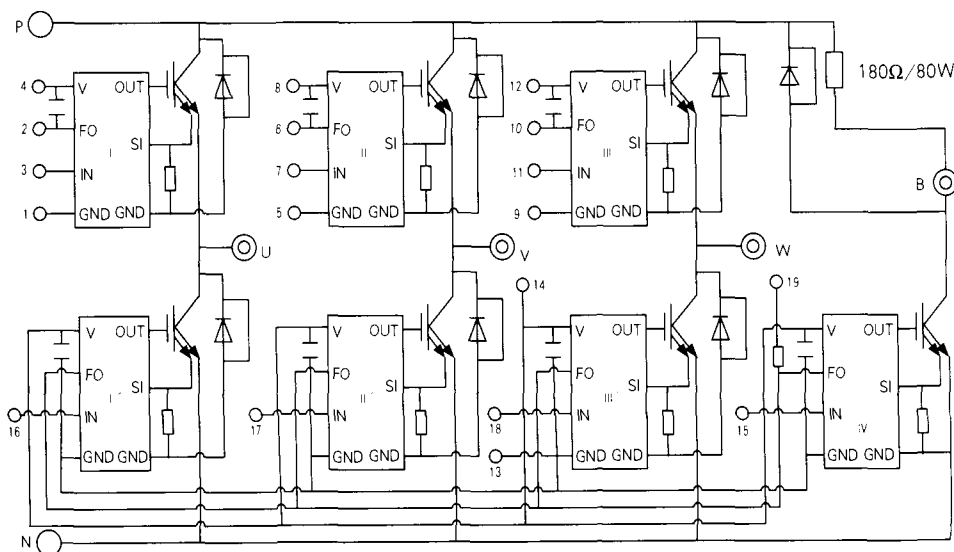 P
4 V OUT
2 FO
SI
I
3 IN
1 GND GND
8 V OUT
6 FO
SI
II
7 IN
5 GND GND
12 V OUT
10 FO
SI
III
11 IN
9 GND GND
180Ω/80W
B
U
V
W
14
19
V OUT
FO
SI
I'
16 IN
GND GND
V OUT
FO
SI
II'
17 IN
GND GND
V OUT
FO
SI
III'
18 IN
13 GND GND
V OUT
FO
SI
15 IN
IV
GND GND
N